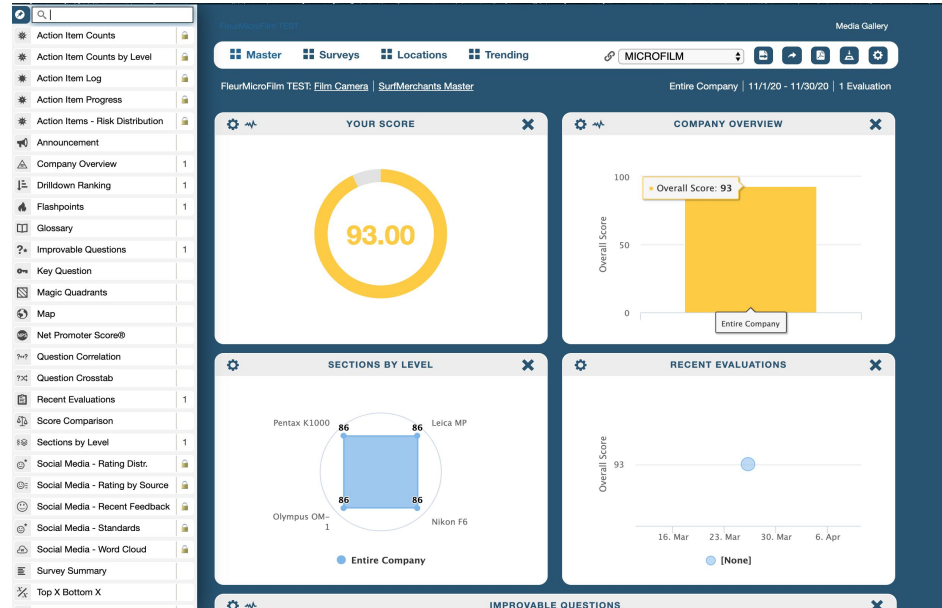 Action Item Counts
Action Item Counts by Level
Action Item Log
Action Item Progress
Action Items - Risk Distribution
Announcement
Company Overview 1
Drilldown Ranking 1
Flashpoints 1
Glossary
Improvable Questions 1
Key Question
Magic Quadrants
Map
Net Promoter Score®
Question Correlation
Question Crosstab
Recent Evaluations 1
Score Comparison
Sections by Level 1
Social Media - Rating Distr.
Social Media - Rating by Source
Social Media - Recent Feedback
Social Media - Standards
Social Media - Word Cloud
Survey Summary
Top X Bottom X
FleurMicroFilm TEST
Media Gallery
Master Surveys Locations Trending MICROFILM
FleurMicroFilm TEST: Film Camera | SurfMerchants Master
Entire Company | 11/1/20 - 11/30/20 | 1 Evaluation
YOUR SCORE
93.00
COMPANY OVERVIEW
Overall Score
100
50
0
Overall Score: 93
Entire Company
SECTIONS BY LEVEL
Pentax K1000 86 86 Leica MP
86 86
Olympus OM-
1
Nikon F6
Entire Company
RECENT EVALUATIONS
Overall Score
93
16. Mar 23. Mar 30. Mar 6. Apr
[None]
IMPROVABLE QUESTIONS